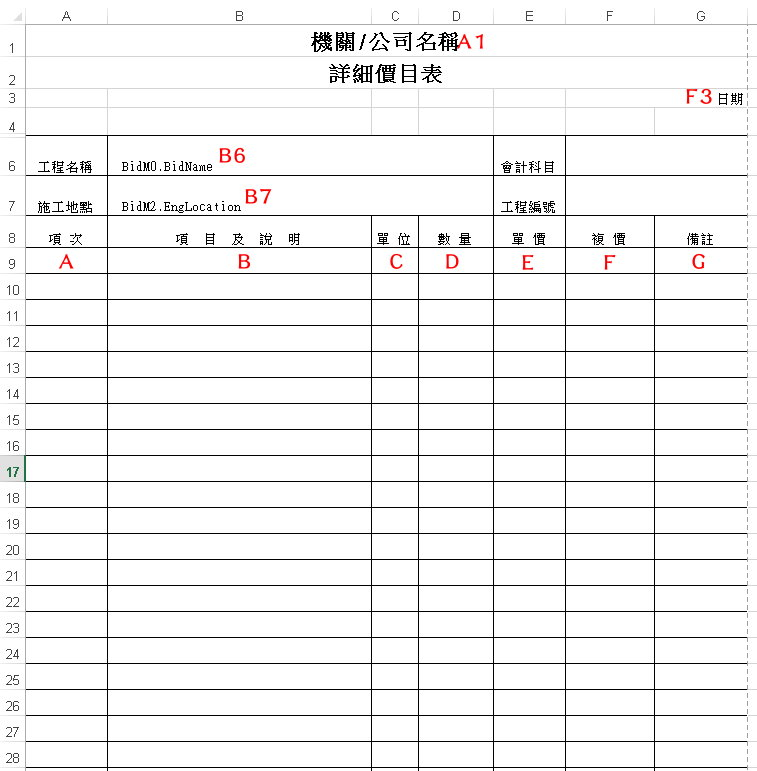 A B C D E F G
1 機關/公司名稱A1
2 詳細價目表
3 F3 日期
4
6 工程名稱 BidM0.BidName B6 會計科目
7 施工地點 BidM2.EngLocation B7 工程編號
8 項 次 項 目 及 說 明 單 位 數 量 單 價 複 價 備註
9 A B C D E F G
10
11
12
13
14
15
16
17
18
19
20
21
22
23
24
25
26
27
28